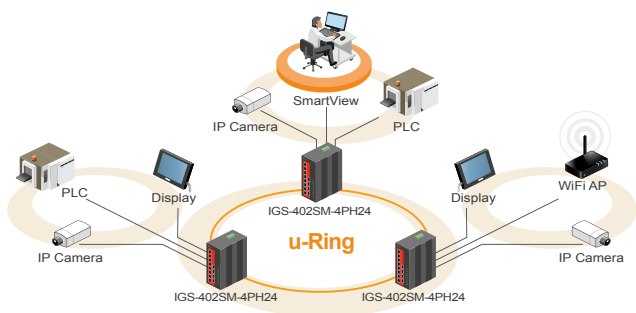 SmartView
IP Camera
PLC
PLC
Display
IGS-402SM-4PH24
Display
WiFi AP
u-Ring
IP Camera
IP Camera
IGS-402SM-4PH24
IGS-402SM-4PH24